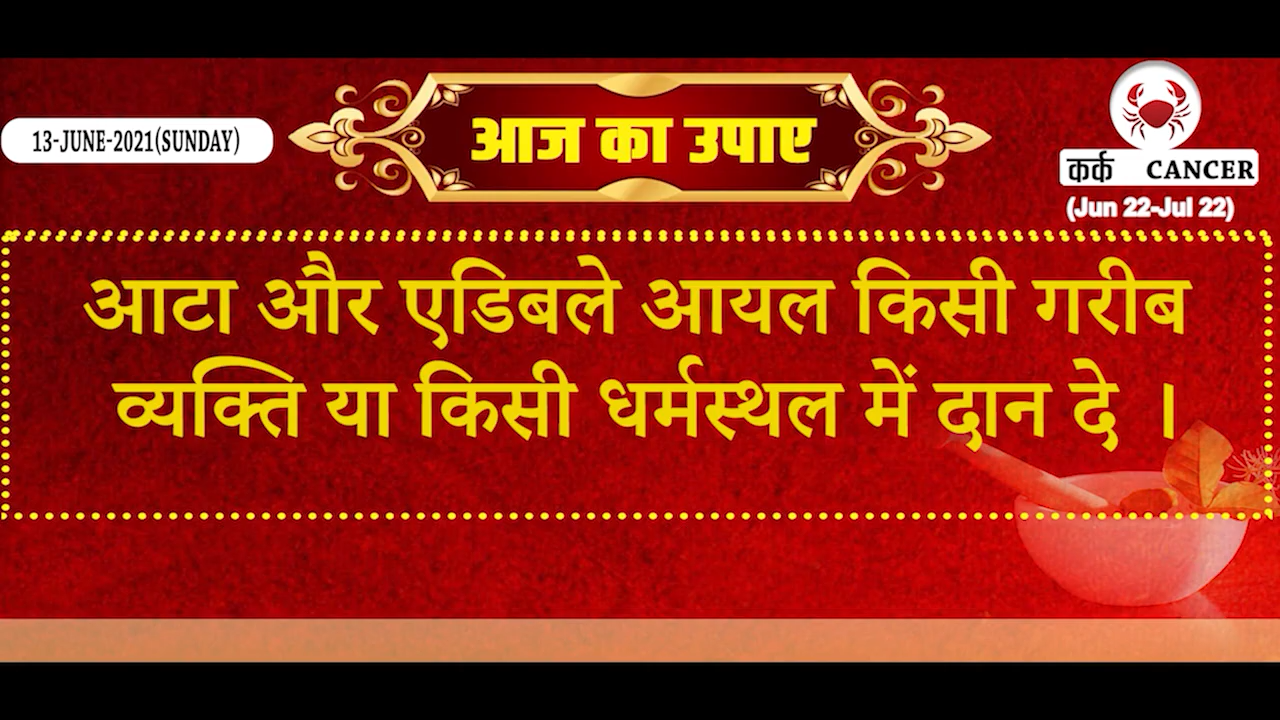 13-JUNE-2021(SUNDAY)
आज का उपाए
कर्क CANCER
(Jun 22-Jul 22)
आटा और एडिबले आयल किसी गरीब
व्यक्ति या किसी धर्मस्थल में दान दे ।